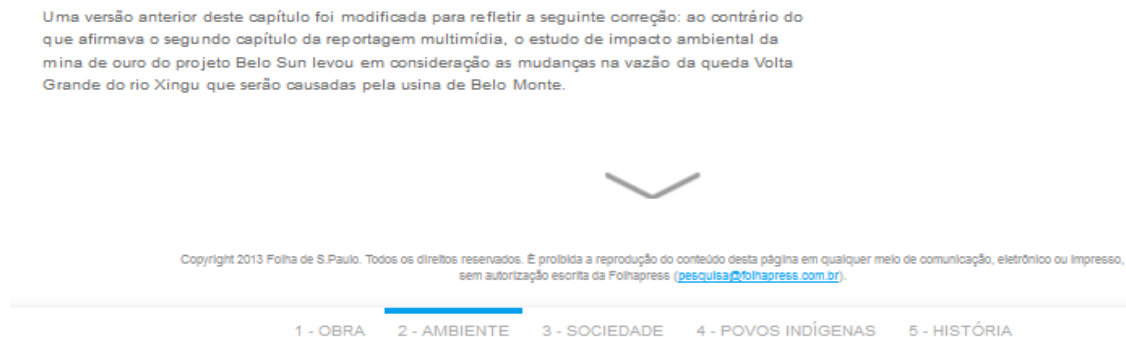 Uma versão anterior deste capítulo foi modificada para refletir a seguinte correção: ao contrário do
que afirmava o segundo capítulo da reportagem multimídia, o estudo de impacto ambiental da
mina de ouro do projeto Belo Sun levou em consideração as mudanças na vazão da queda Volta
Grande do rio Xingu que serão causadas pela usina de Belo Monte.
Copyright 2013 Folha de S.Paulo. Todos os direitos reservados. É proibida a reprodução do conteúdo desta página em qualquer meio de comunicação, eletrônico ou impresso,
sem autorização escrita da Folhapress (pesquisa@folhapress.com.br).
1 - OBRA 2 - AMBIENTE 3 - SOCIEDADE 4 - POVOS INDÍGENAS 5 - HISTÓRIA